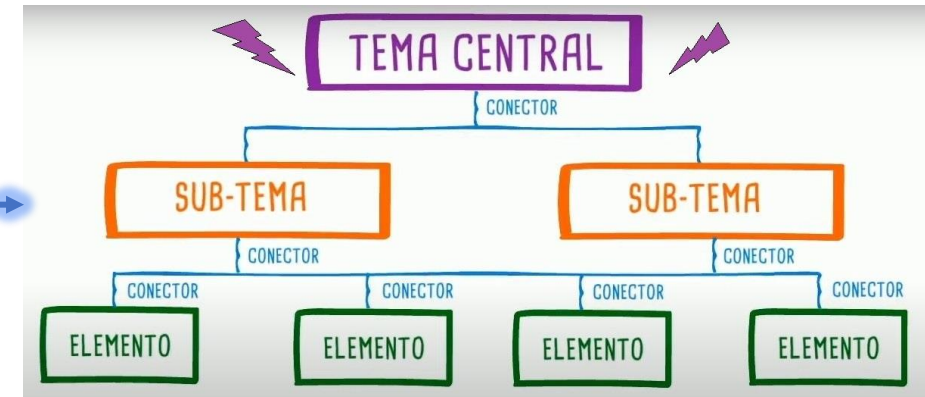 TEMA CENTRAL
CONECTOR
SUB-TEMA
SUB-TEMA
CONECTOR
CONECTOR
CONECTOR
CONECTOR
CONECTOR
CONECTOR
ELEMENTO
ELEMENTO
ELEMENTO
ELEMENTO